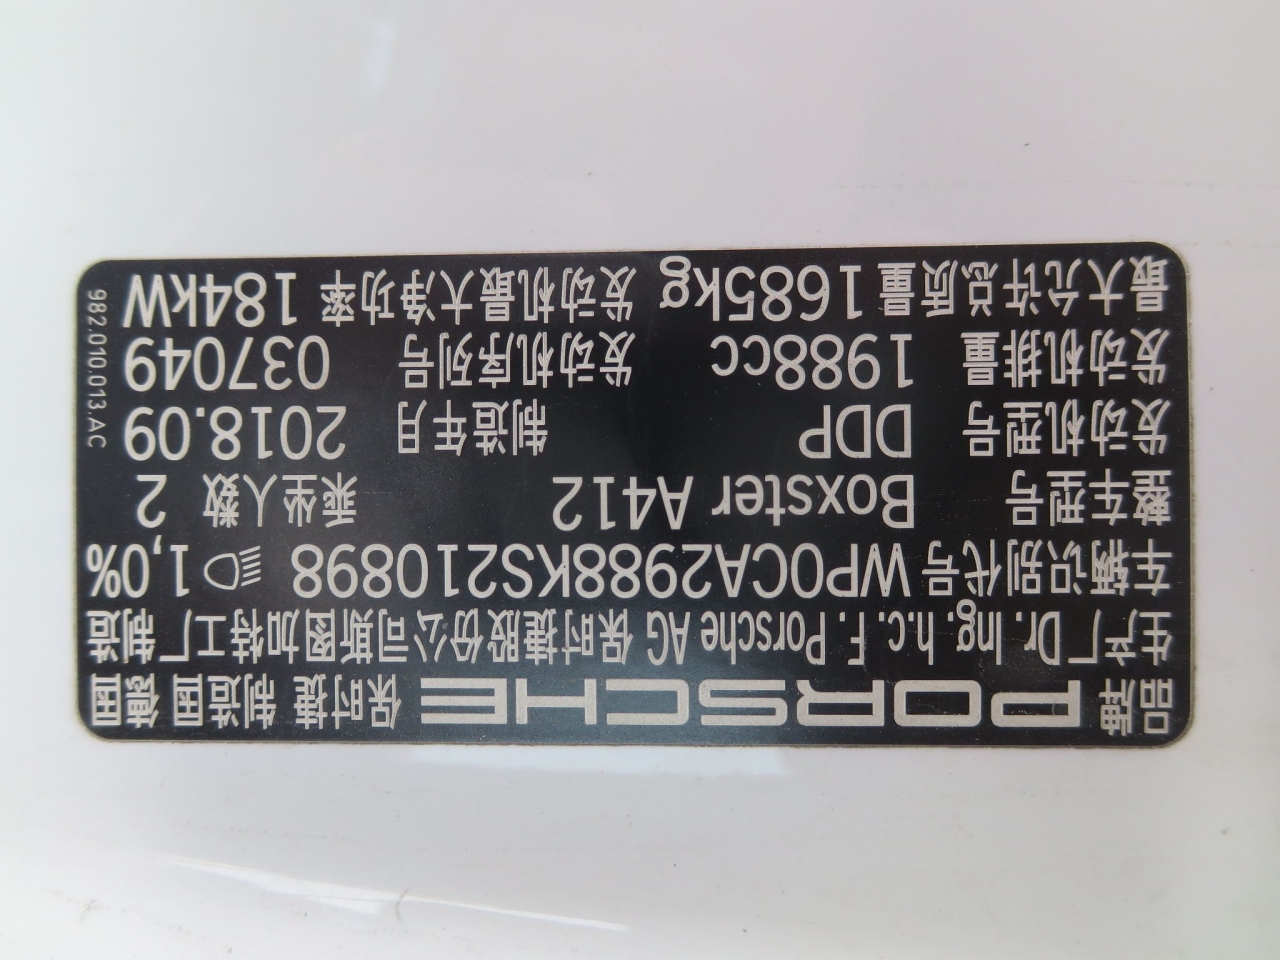 品牌 PORSCHE 保时捷 制造国 德国
生产厂 Dr. Ing. h.c. F. Porsche AG 保时捷股份公司斯图加特工厂 制造
车辆识别代号 WP0CA2988KS210898 1,0%
整车型号 Boxster A412 乘坐人数 2
发动机型号 DDP 制造年月 2018.09
发动机排量 1988cc 发动机序列号 037049
最大允许总质量 1685kg 发动机最大净功率 184kW
982.010.013.AC